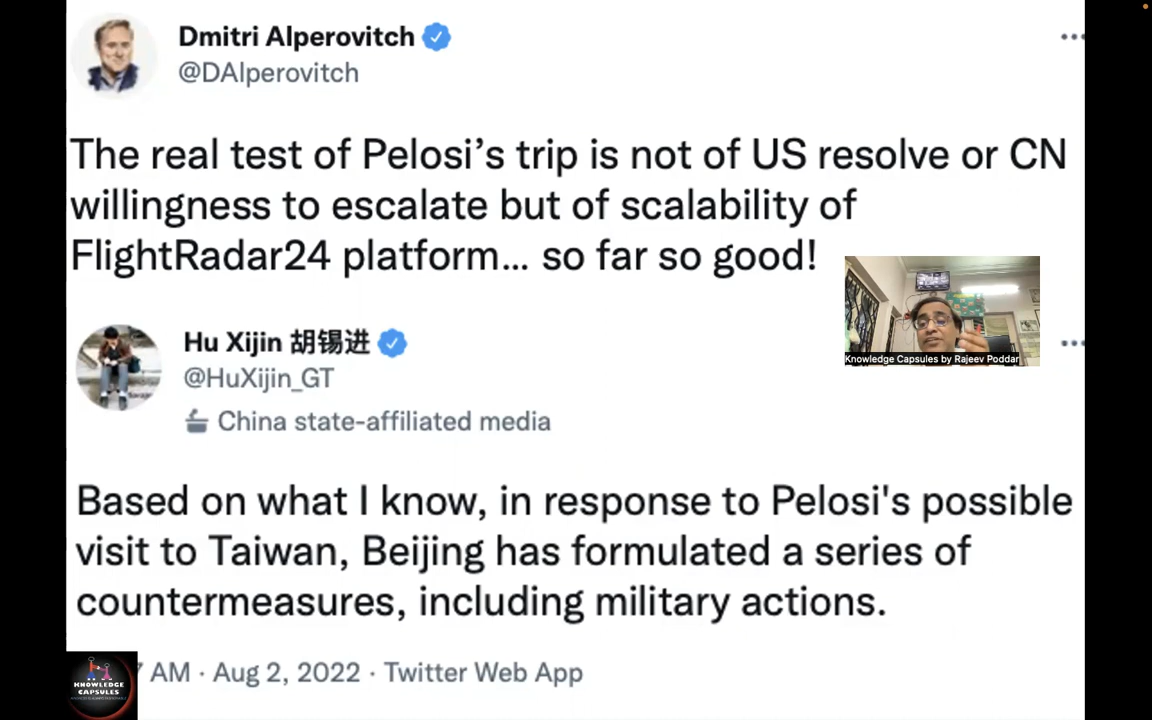 Dmitri Alperovitch
@DAlperovitch
The real test of Pelosi’s trip is not of US resolve or CN
willingness to escalate but of scalability of
FlightRadar24 platform... so far so good!
Hu Xijin 胡锡进
@HuXijin_GT
China state-affiliated media
Knowledge Capsules by Rajeev Poddar
Based on what I know, in response to Pelosi's possible
visit to Taiwan, Beijing has formulated a series of
countermeasures, including military actions.
AM · Aug 2, 2022 · Twitter Web App
KNOWLEDGE
CAPSULES